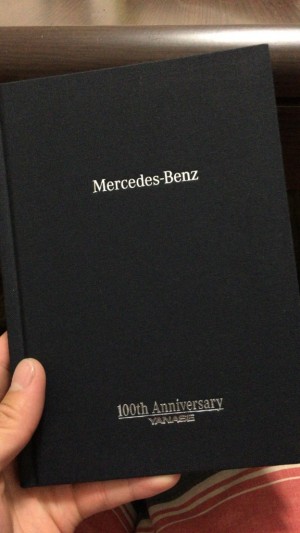 Mercedes-Benz
100th Anniversary
YANASE